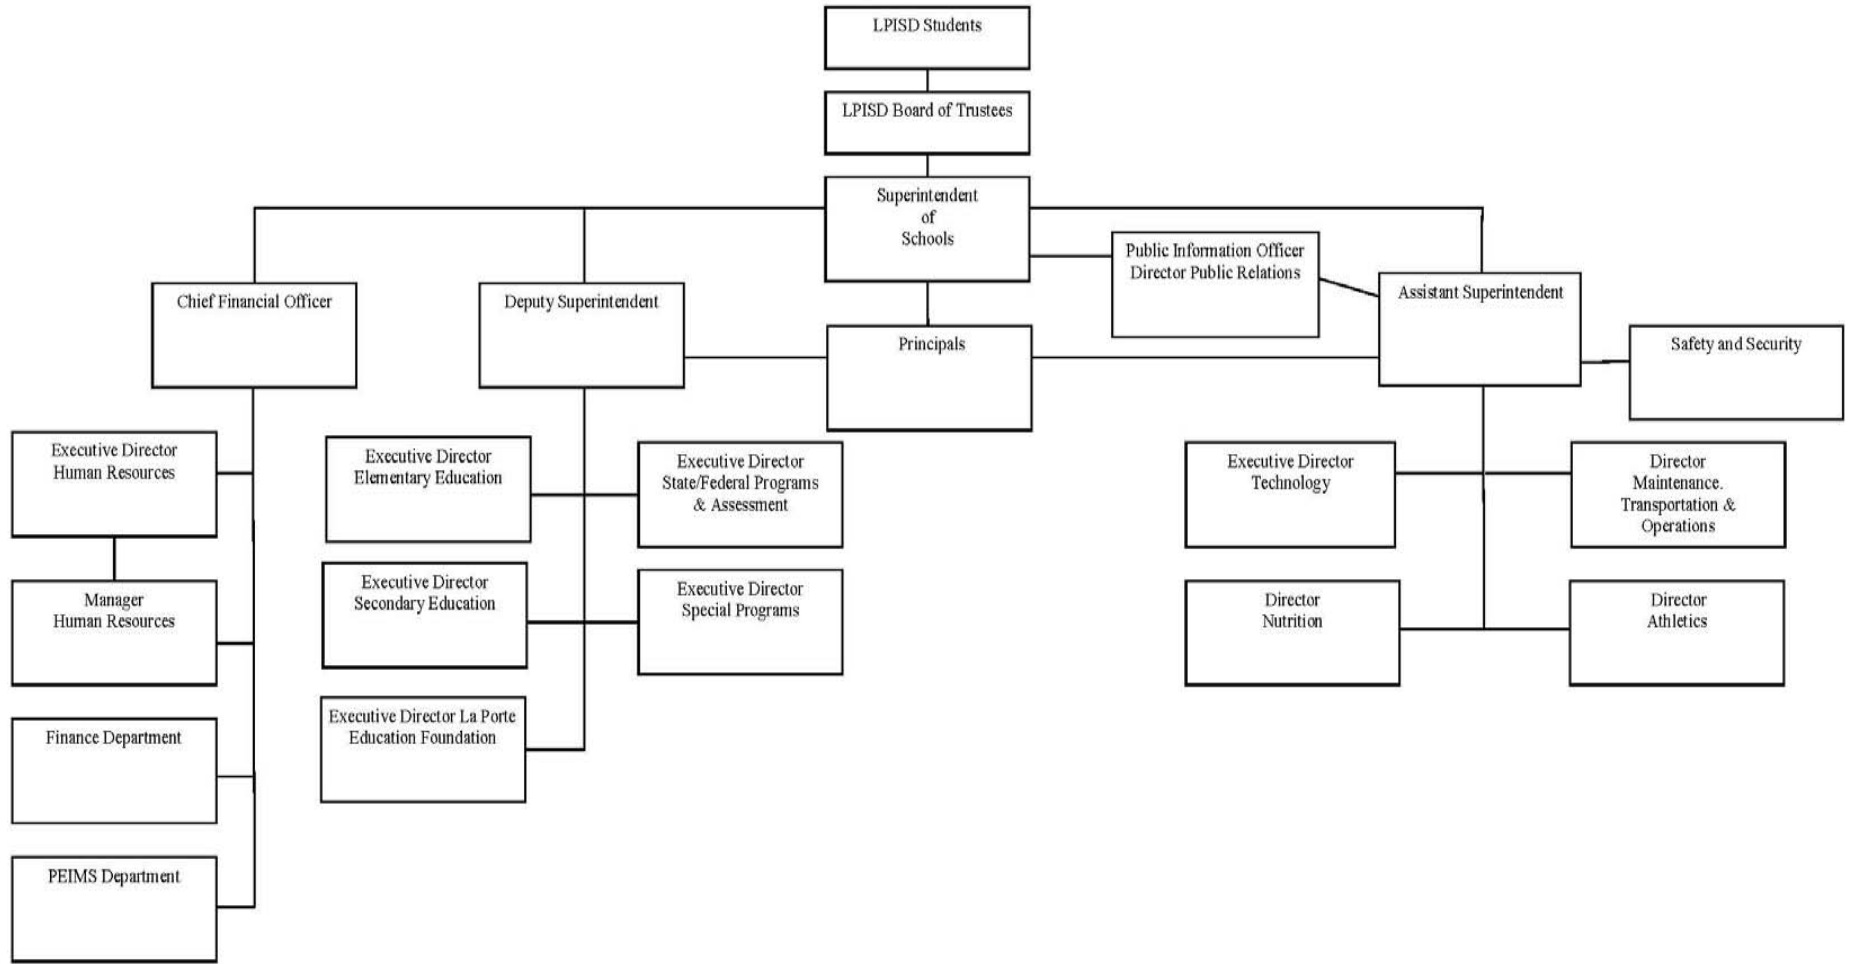 LPISD Students
LPISD Board of Trustees
Superintendent
of
Schools
Public Information Officer
Director Public Relations
Chief Financial Officer
Deputy Superintendent
Assistant Superintendent
Principals
Safety and Security
Executive Director
Human Resources
Executive Director
Elementary Education
Executive Director
State/Federal Programs
& Assessment
Executive Director
Technology
Director
Maintenance.
Transportation &
Operations
Manager
Human Resources
Executive Director
Secondary Education
Executive Director
Special Programs
Director
Nutrition
Director
Athletics
Finance Department
Executive Director La Porte
Education Foundation
PEIMS Department